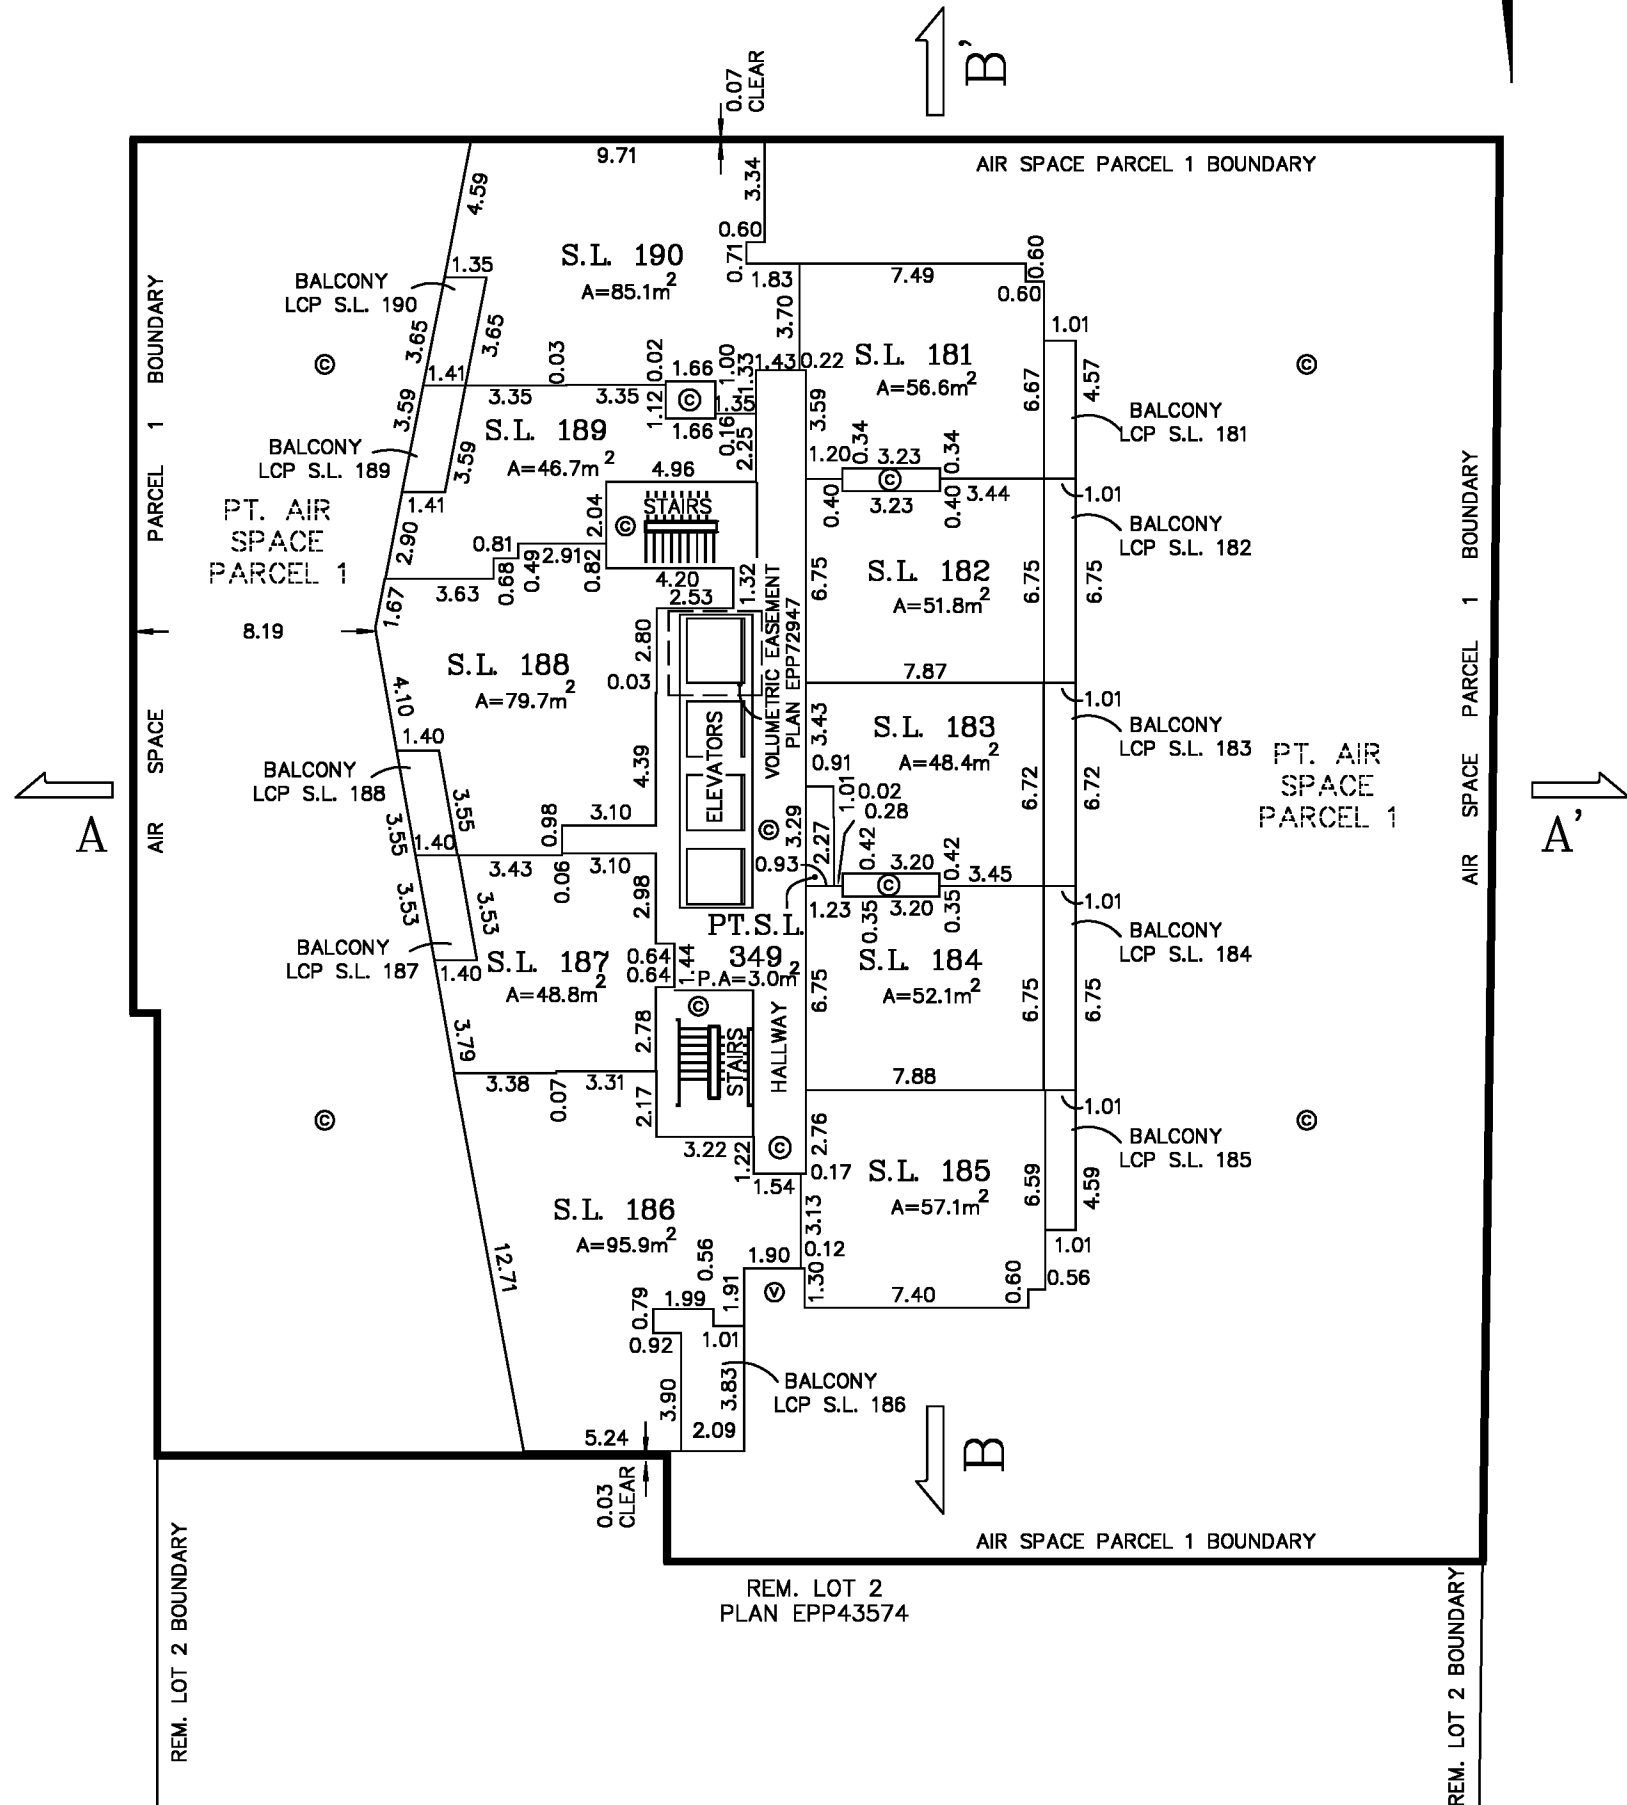 B'
0.07
CLEAR
9.71
AIR SPACE PARCEL 1 BOUNDARY
3.34
4.59
0.60
0.71
0.60
S.L. 190
A=85.1m2
1.35
1.83
7.49
0.60
BALCONY
LCP S.L. 190
3.70
1.01
3.65
3.65
0.03
0.02
1.00
1.33
1.43
0.22
S.L. 181
A=56.6m2
6.67
4.57
©
©
1.41
3.35
3.35
1.66
©
1.35
1.12
1.66
0.16
3.59
3.59
BALCONY
LCP S.L. 181
S.L. 189
A=46.7m2
2.25
1.20
0.34
3.23
0.34
BALCONY
LCP S.L. 189
3.59
4.96
©
3.23
0.40
0.40
3.44
1.01
1.41
STAIRS
©
2.04
PT. AIR
SPACE
PARCEL 1
BALCONY
LCP S.L. 182
2.90
0.81
2.91
0.49
0.68
0.82
3.63
4.20
2.53
1.32
S.L. 182
A=51.8m2
6.75
6.75
6.75
1.67
8.19
2.80
0.03
VOLUMETRIC EASEMENT
PLAN EPP72947
S.L. 188
A=79.7m2
7.87
1.01
4.10
1.40
ELEVATORS
3.43
S.L. 183
A=48.4m2
BALCONY
LCP S.L. 183
PT. AIR
SPACE
PARCEL 1
BALCONY
LCP S.L. 188
4.39
0.91
6.72
6.72
A
A'
3.55
3.55
0.98
3.10
©
3.29
2.27
1.01
0.02
0.28
1.40
3.43
0.06
3.10
0.93
0.42
3.20
0.42
3.45
©
1.01
3.53
3.53
2.98
1.23
0.35
3.20
0.35
PT.S.L.
349
P.A=3.0m2
BALCONY
LCP S.L. 187
1.40
S.L. 187
A=48.8m2
0.64
0.64
1.44
S.L. 184
A=52.1m2
BALCONY
LCP S.L. 184
6.75
6.75
6.75
©
STAIRS
HALLWAY
2.78
3.79
3.38
0.07
3.31
7.88
1.01
©
©
2.17
3.22
1.22
©
2.76
0.17
1.54
BALCONY
LCP S.L. 185
S.L. 185
A=57.1m2
6.59
4.59
S.L. 186
A=95.9m2
3.13
0.12
1.01
12.71
0.56
1.90
1.30
0.56
0.60
7.40
V
0.79
1.99
1.91
0.92
1.01
3.90
3.83
BALCONY
LCP S.L. 186
2.09
5.24
B
0.03
CLEAR
AIR SPACE PARCEL 1 BOUNDARY
REM. LOT 2
PLAN EPP43574
AIR SPACE PARCEL 1 BOUNDARY
AIR SPACE PARCEL 1 BOUNDARY
REM. LOT 2 BOUNDARY
REM. LOT 2 BOUNDARY